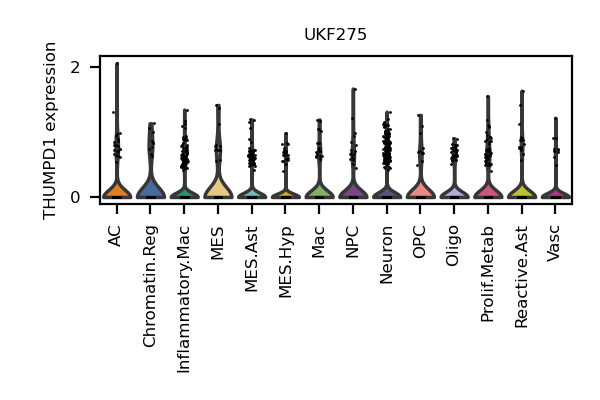 UKF275
THUMPD1 expression
2
0
AC
Chromatin.Reg
Inflammatory.Mac
MES
MES.Ast
MES.Hyp
Mac
NPC
Neuron
OPC
Oligo
Prolif.Metab
Reactive.Ast
Vasc